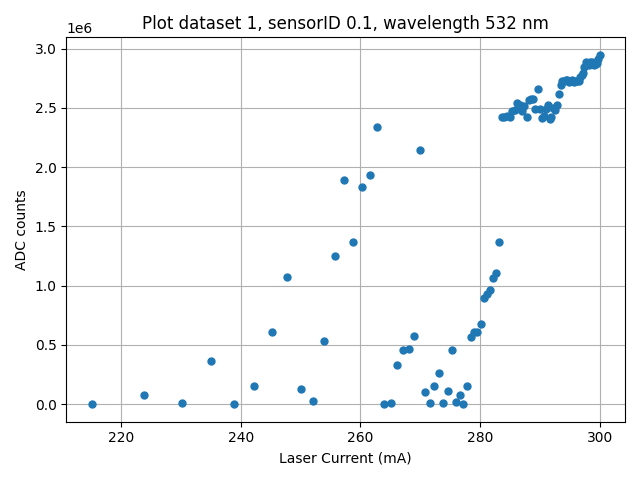 Plot dataset 1, sensorID 0.1, wavelength 532 nm
1e6
3.0
2.5
2.0
1.5
1.0
0.5
0.0
ADC counts
220 240 260 280 300
Laser Current (mA)